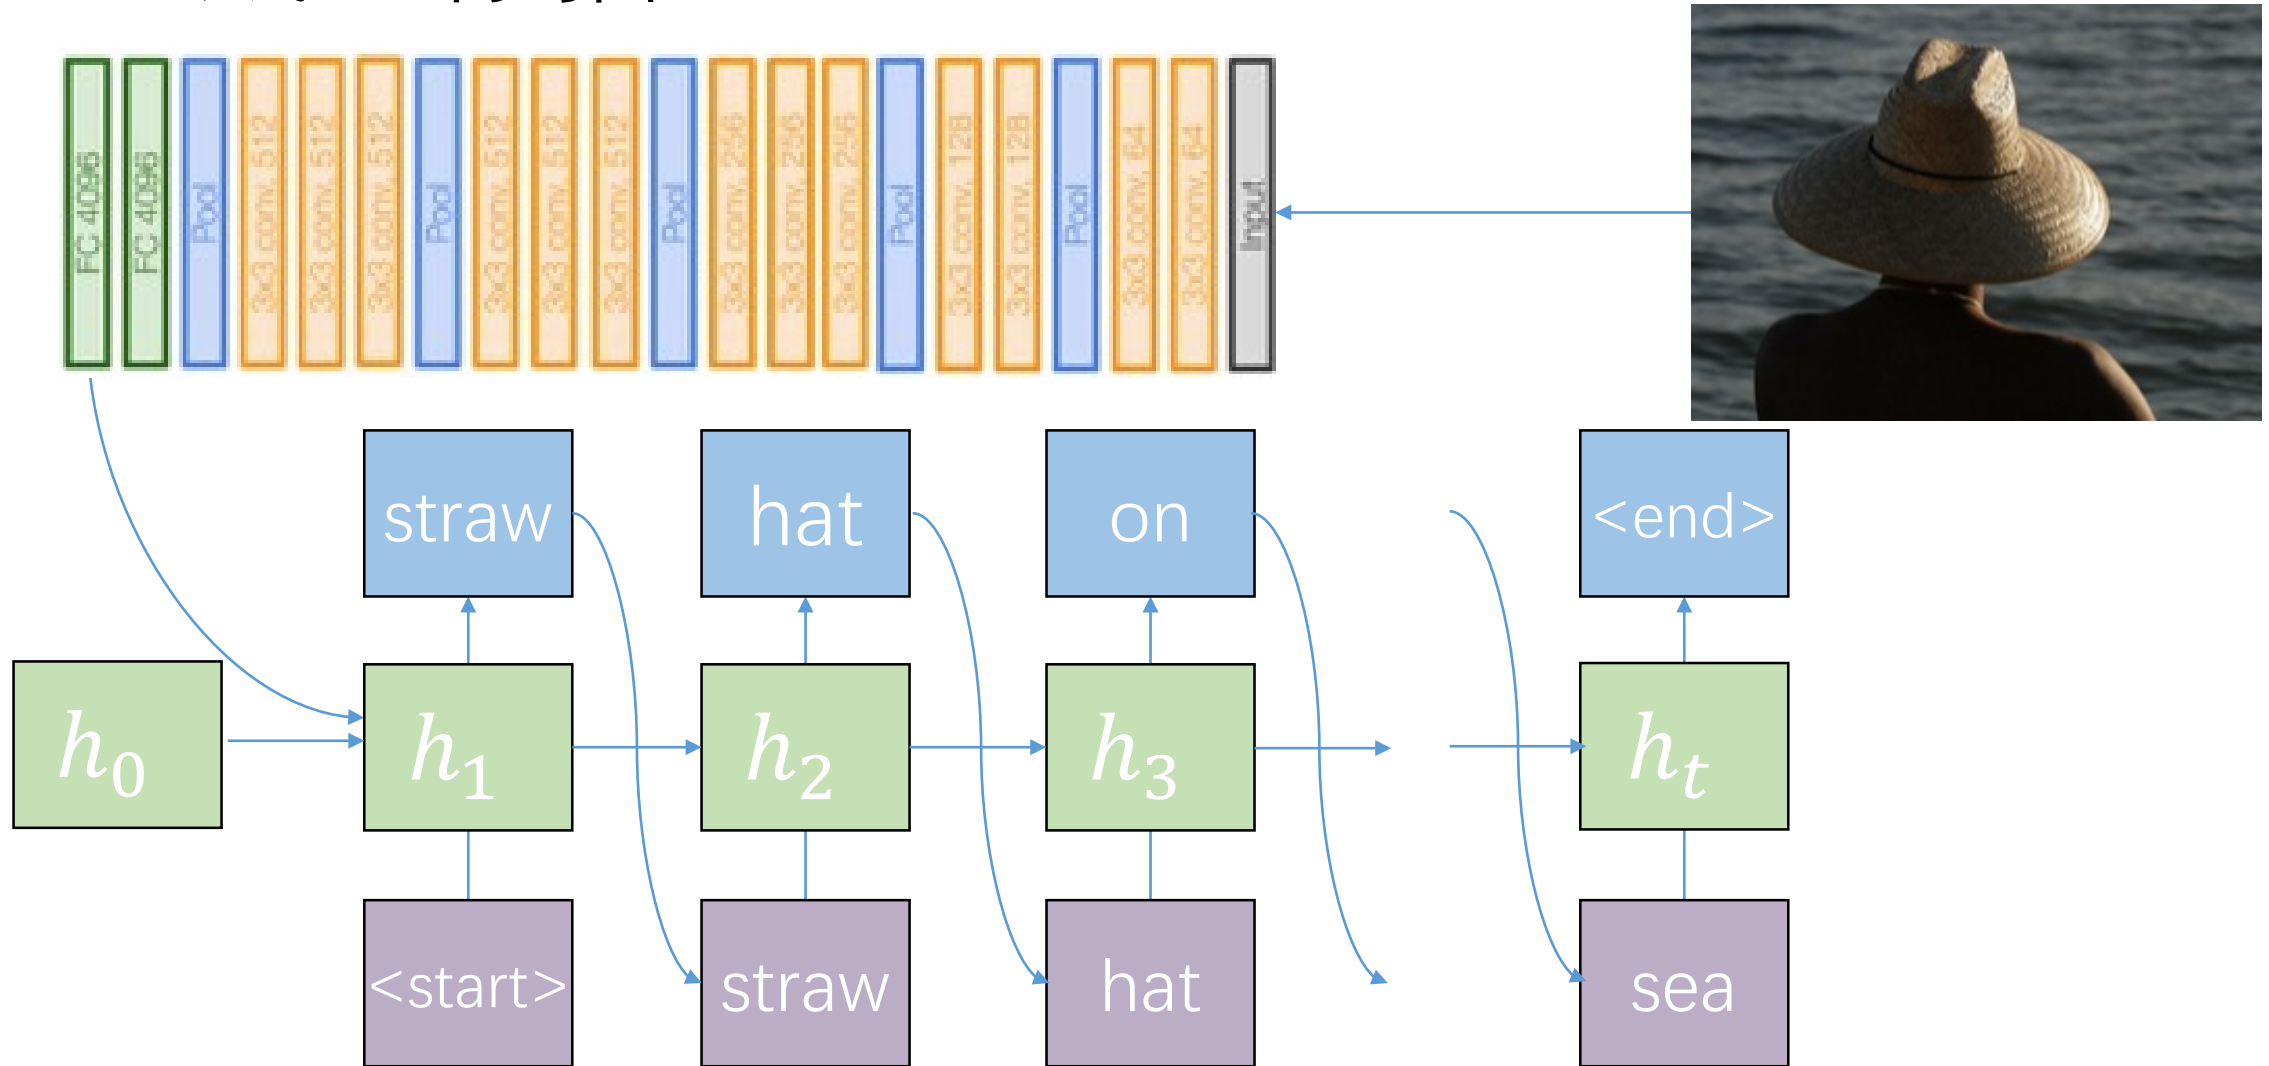 FC 4096 FC 4096 Pool 3x3 conv, 512 3x3 conv, 512 3x3 conv, 512 Pool 3x3 conv, 512 3x3 conv, 512 3x3 conv, 512 Pool 3x3 conv, 256 3x3 conv, 256 3x3 conv, 256 Pool 3x3 conv, 128 3x3 conv, 128 Pool 3x3 conv, 64 3x3 conv, 64 Input
straw hat on <end>
h₀ h₁ h₂ h₃ hₜ
<start> straw hat sea